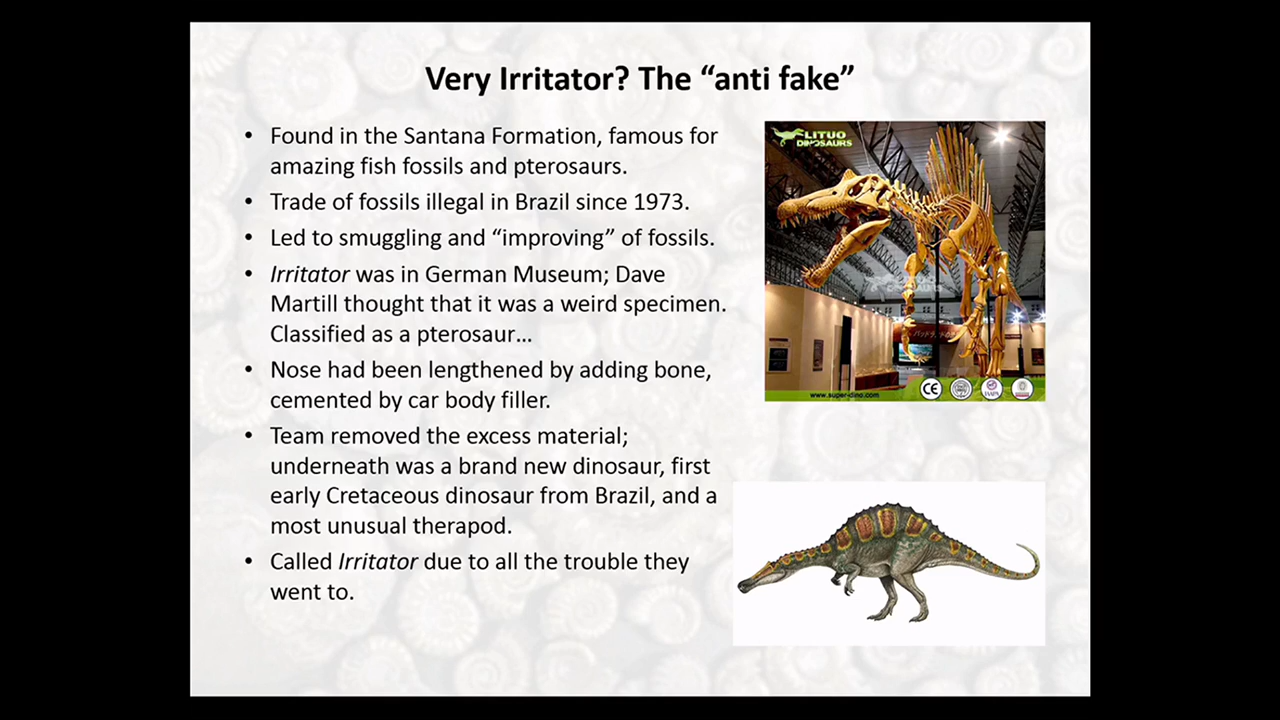 Very Irritator? The “anti fake”
• Found in the Santana Formation, famous for
amazing fish fossils and pterosaurs.
• Trade of fossils illegal in Brazil since 1973.
• Led to smuggling and “improving” of fossils.
• Irritator was in German Museum; Dave
Martill thought that it was a weird specimen.
Classified as a pterosaur…
• Nose had been lengthened by adding bone,
cemented by car body filler.
• Team removed the excess material;
underneath was a brand new dinosaur, first
early Cretaceous dinosaur from Brazil, and a
most unusual therapod.
• Called Irritator due to all the trouble they
went to.
LITUO
DINOSAURS
www.super-dino.com
CE